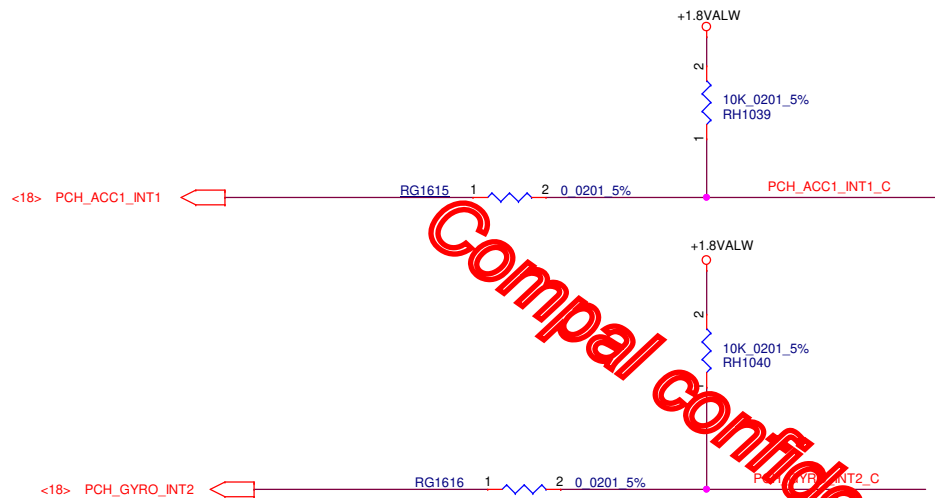 +1.8VALW
2
10K_0201_5%
RH1039
1
<18> PCH_ACC1_INT1
RG1615 1 2 0_0201_5%
PCH_ACC1_INT1_C
Compal confide
+1.8VALW
2
10K_0201_5%
RH1040
<18> PCH_GYRO_INT2
RG1616 1 2 0_0201_5%